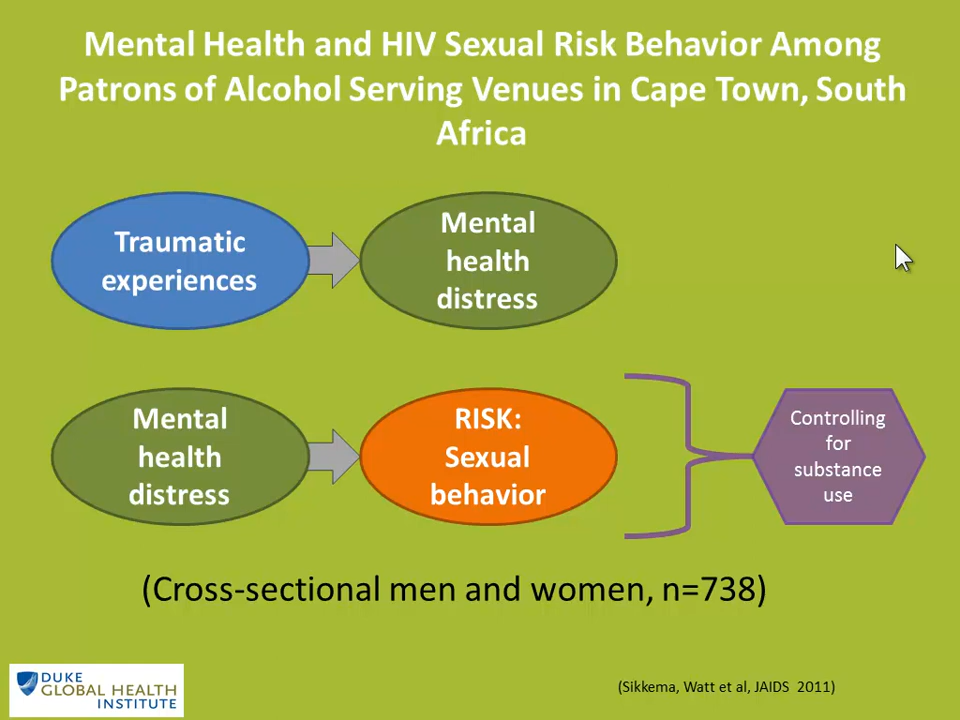 Mental Health and HIV Sexual Risk Behavior Among
Patrons of Alcohol Serving Venues in Cape Town, South
Africa
Traumatic
experiences
Mental
health
distress
Mental
health
distress
RISK:
Sexual
behavior
Controlling
for
substance
use
(Cross-sectional men and women, n=738)
DUKE
GLOBAL HEALTH
INSTITUTE
(Sikkema, Watt et al, JAIDS 2011)